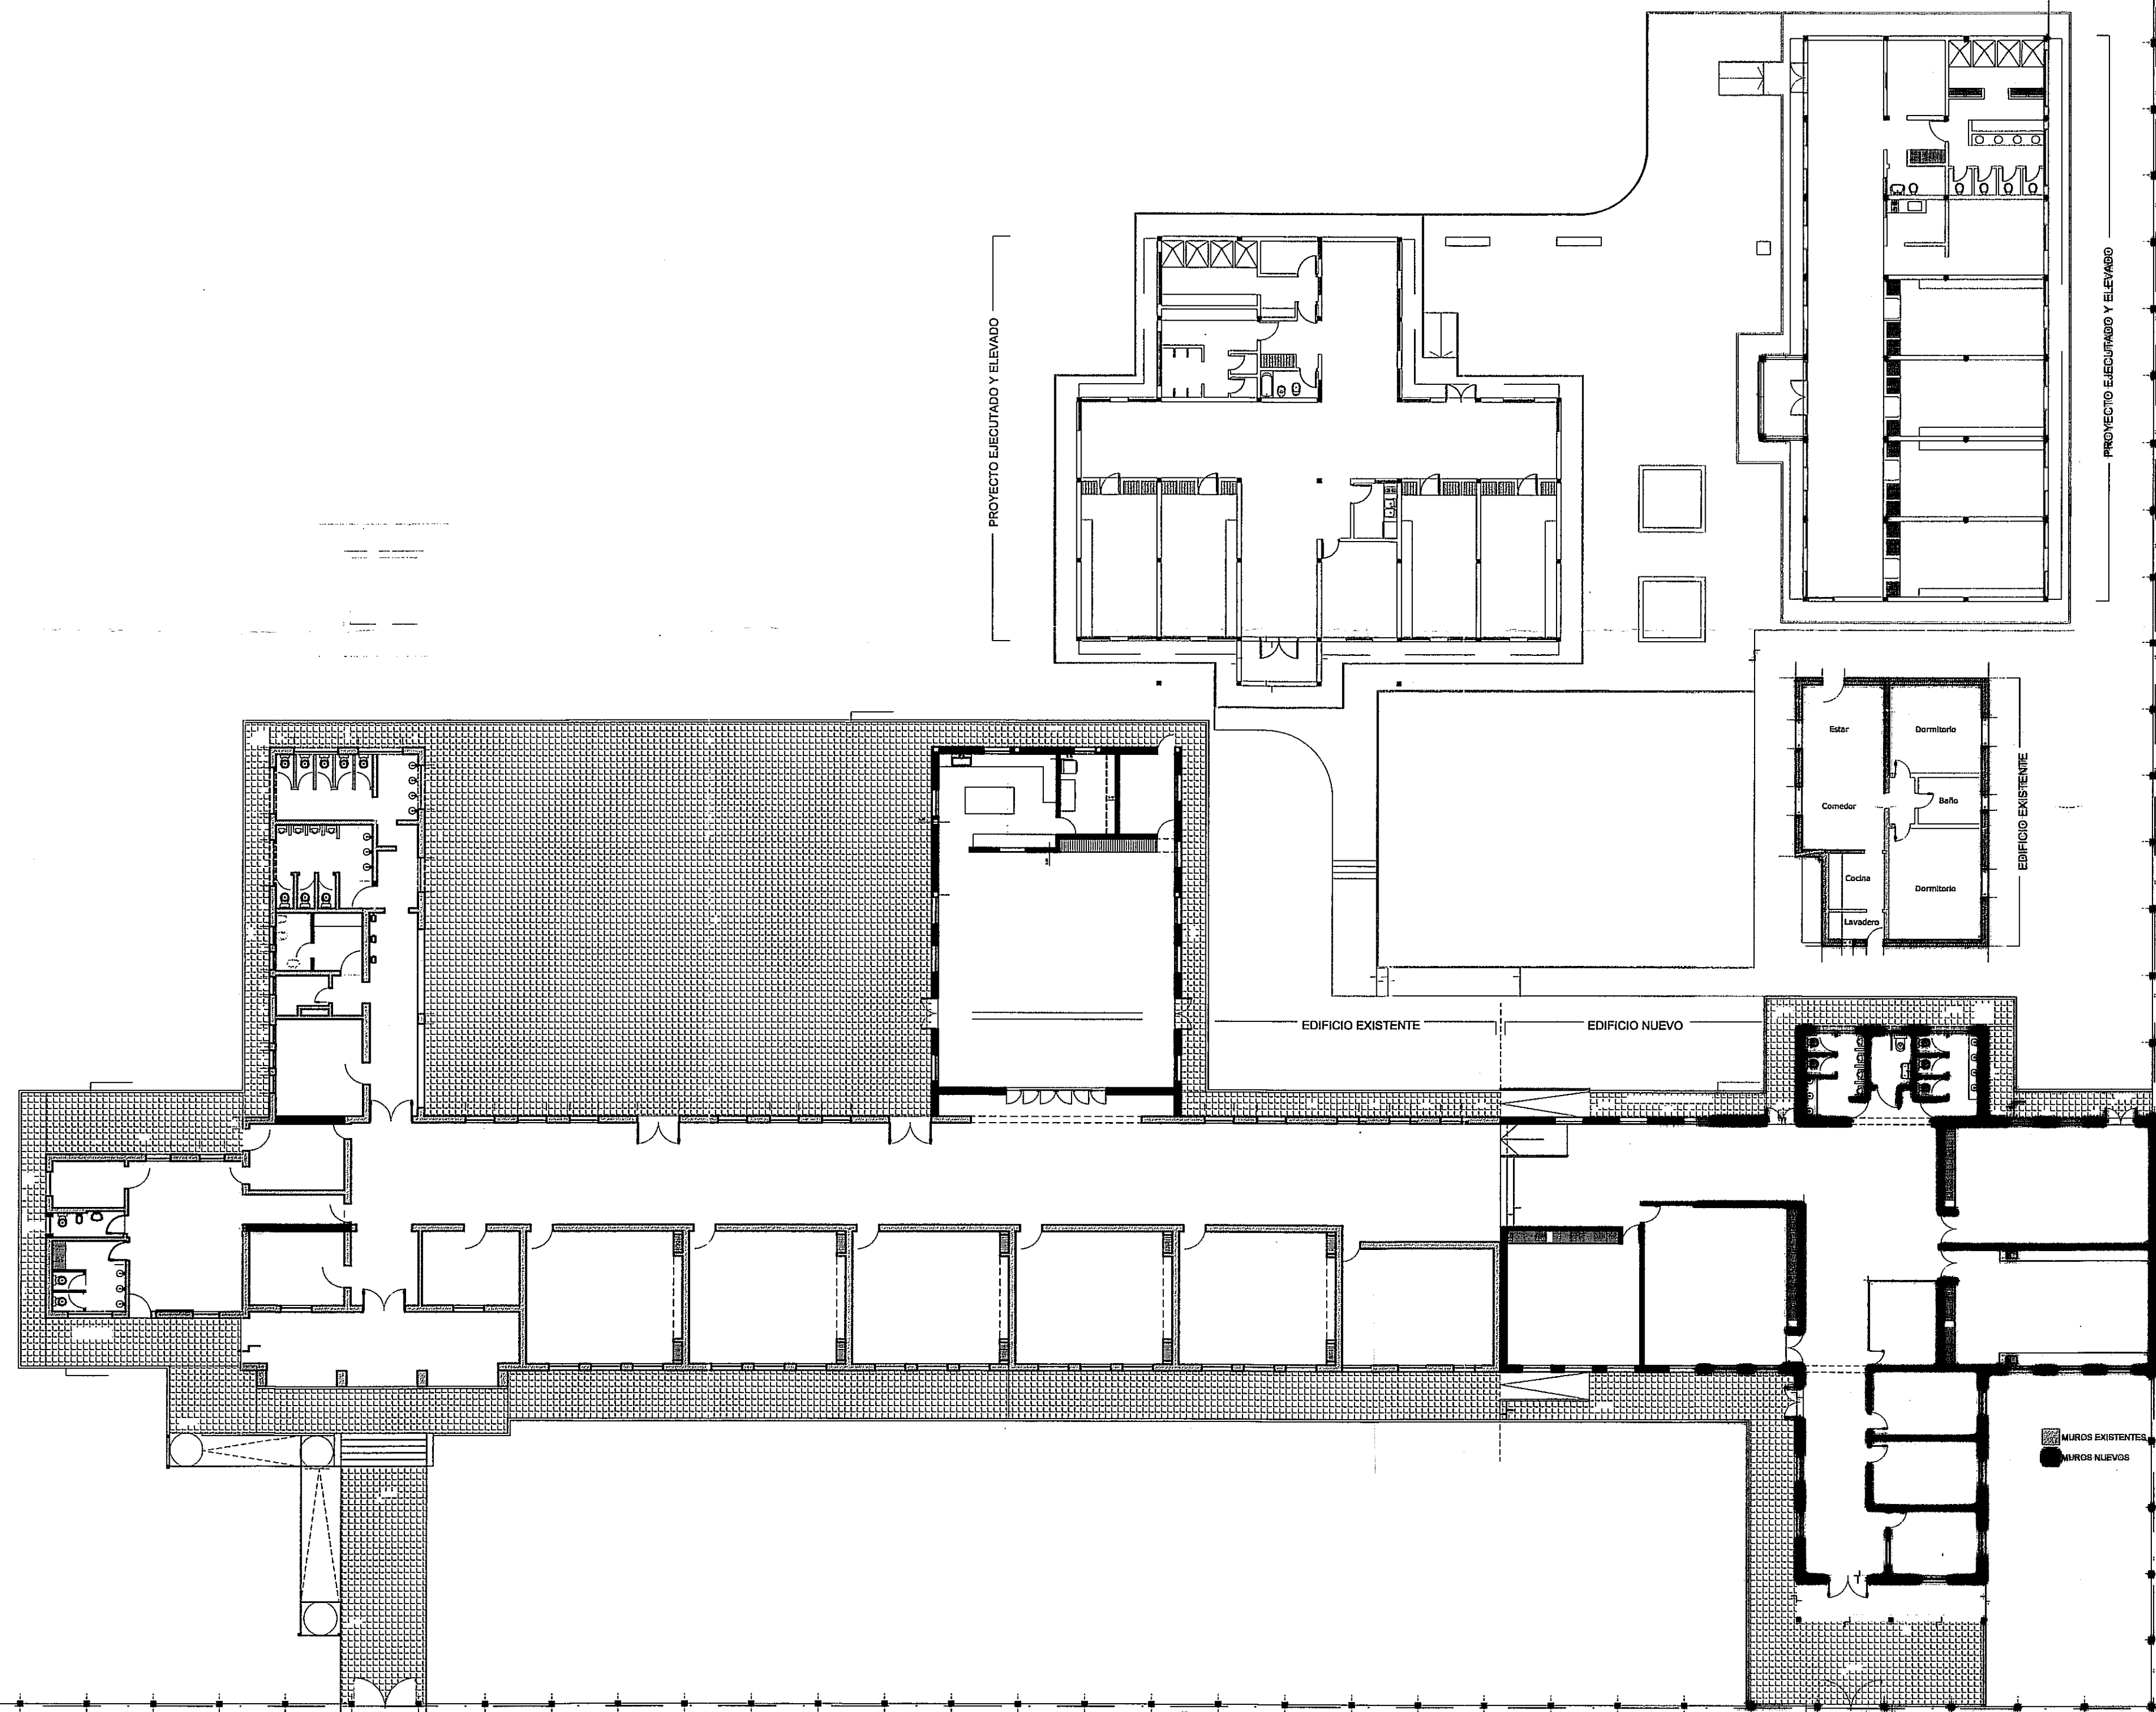 PROYECTO EJECUTADO Y ELEVADO
PROYECTO EJECUTADO Y ELEVADO
Estar
Dormitorio
Comedor
Baño
Cocina
Dormitorio
Lavadero
EDIFICIO EXISTENTE
EDIFICIO EXISTENTE
EDIFICIO NUEVO
MUROS EXISTENTES
MUROS NUEVOS